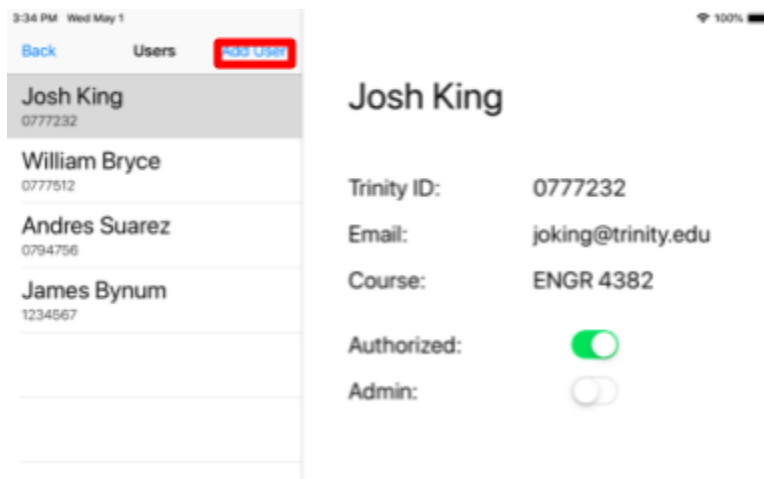 3:34 PM Wed May 1
100%
Back Users Add User
Josh King
0777232
William Bryce
0777512
Andres Suarez
0794756
James Bynum
1234567
Josh King
Trinity ID: 0777232
Email: joking@trinity.edu
Course: ENGR 4382
Authorized:
Admin: